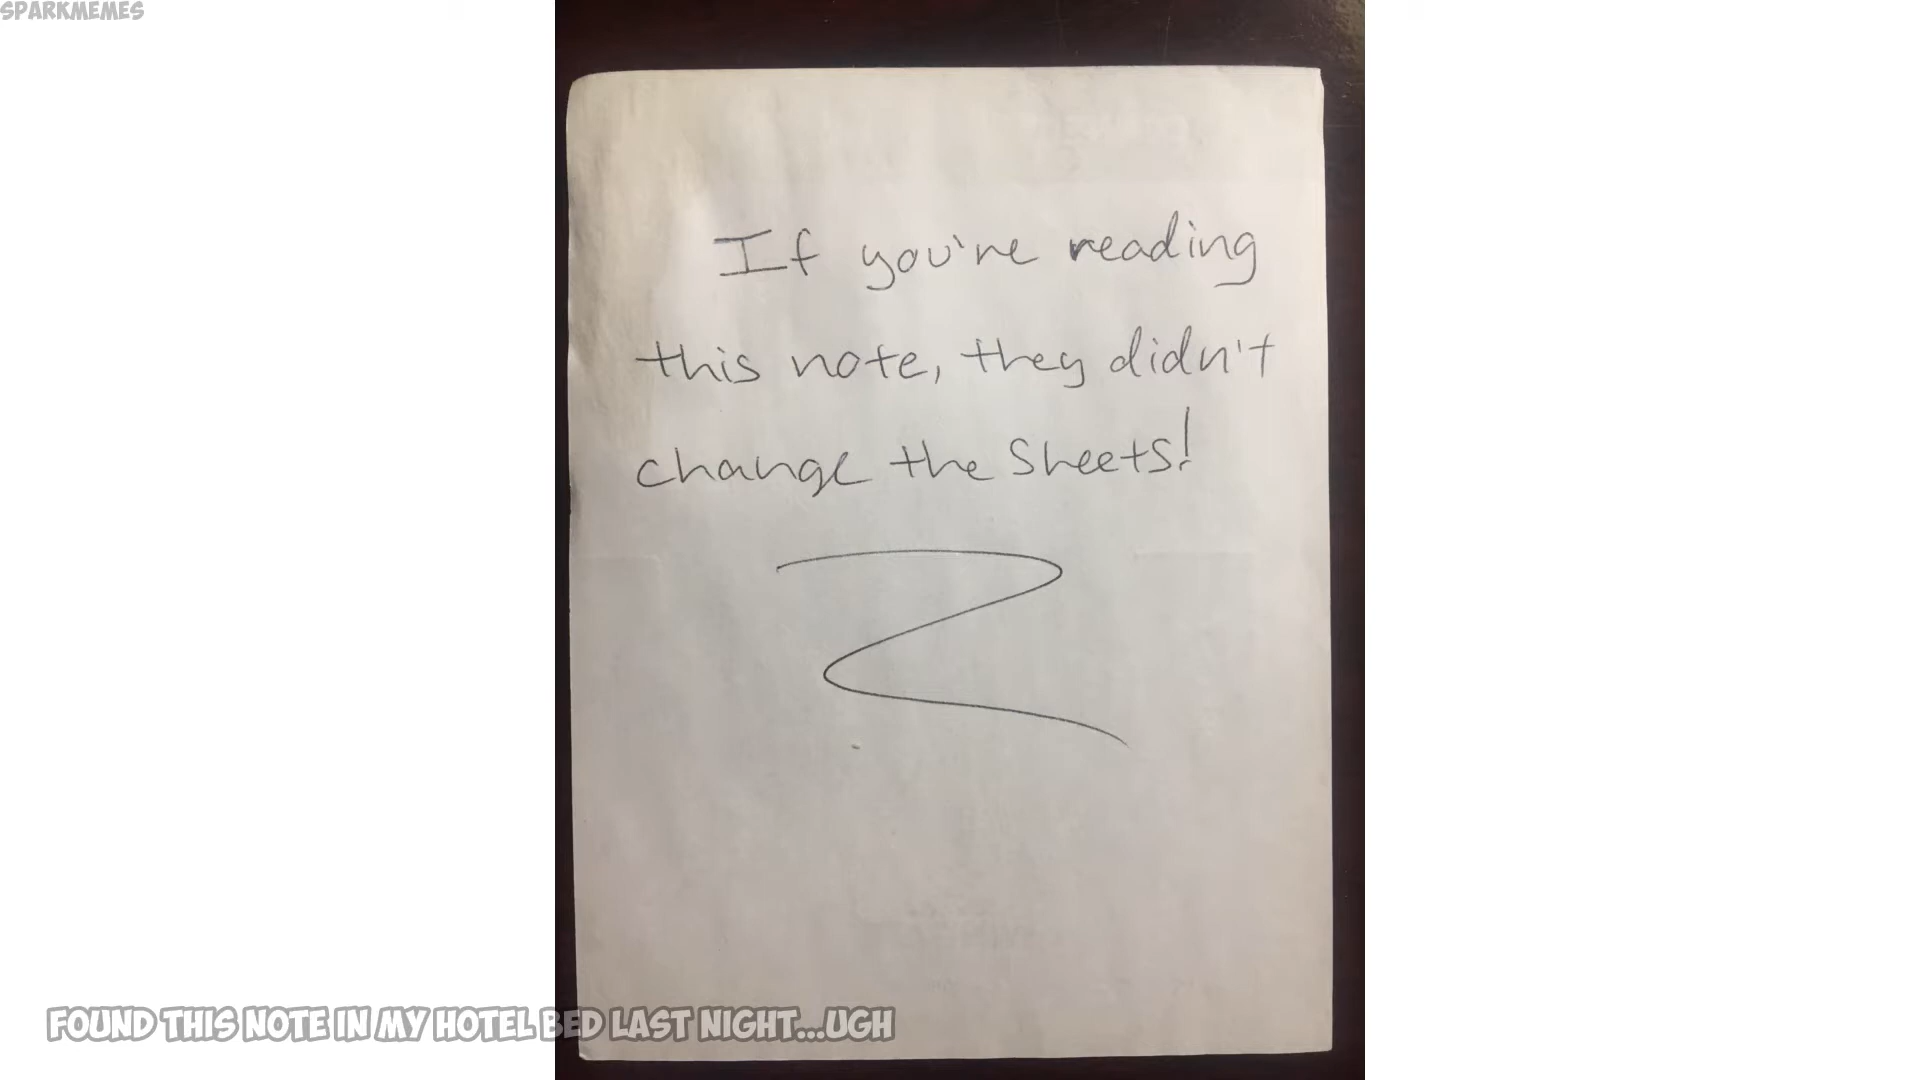 SPARKMEMES
If you're reading
this note, they didn't
change the sheets!
FOUND THIS NOTE IN MY HOTEL BED LAST NIGHT...UGH